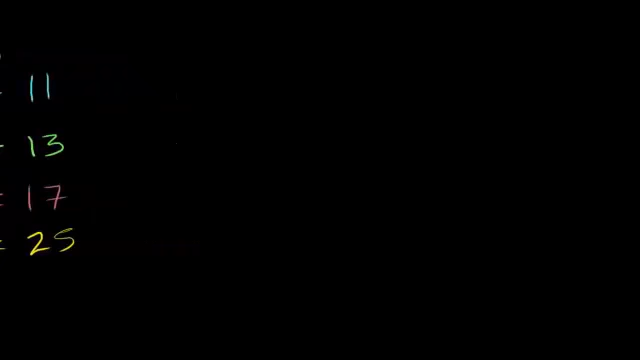 = 11
= 13
= 17
= 25